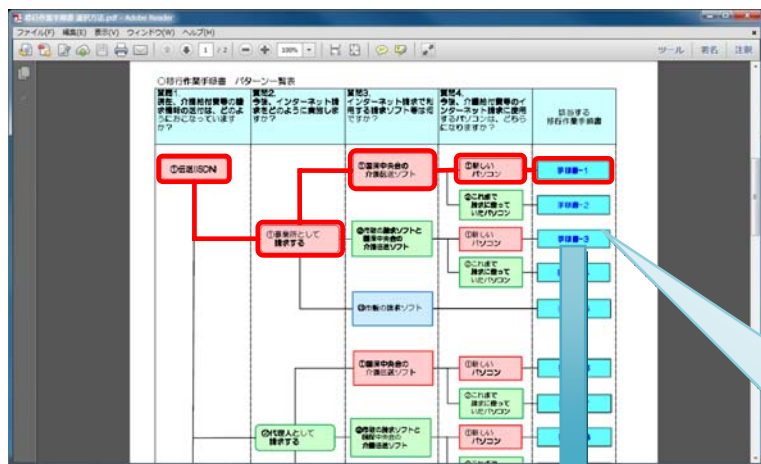 移行作業手順書 選択方法.pdf - Adobe Reader
ファイル(F) 編集(E) 表示(V) ウィンドウ(W) ヘルプ(H)
1 / 2
100%
ツール 署名 注釈
○移行作業手順書 パターン一覧表
質問1.
現在、介護給付費等の請
求情報の送付は、どのよ
うにおこなっています
か？
質問2.
今後、インターネット請
求をどのように実施しま
すか？
質問3.
インターネット請求で利
用する請求ソフト等は何
ですか？
質問4.
今後、介護給付費等のイ
ンターネット請求に使用
するパソコンは、どちら
になりますか？
該当する
移行作業手順書
①伝送(ISDN)
①事業所として
請求する
①国保中央会の
介護伝送ソフト
①新しい
パソコン
手順書-1
②これまで
請求に使って
いたパソコン
手順書-2
②市販の請求ソフトと
国保中央会の
介護伝送ソフト
①新しい
パソコン
手順書-3
②これまで
請求に使って
いたパソコン
③市販の請求ソフト
②代理人として
請求する
①国保中央会の
介護伝送ソフト
①新しい
パソコン
②これまで
請求に使って
いたパソコン
②市販の請求ソフトと
国保中央会の
介護伝送ソフト
①新しい
パソコン